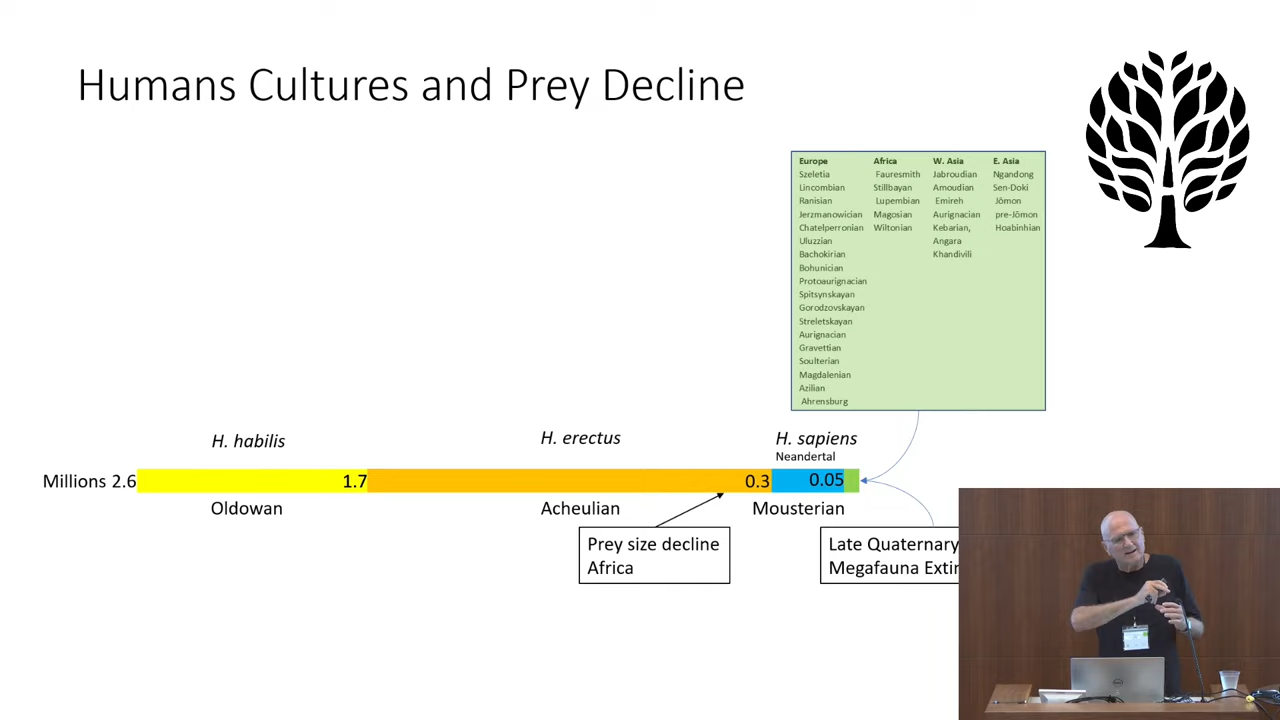 Humans Cultures and Prey Decline
Europe Africa W. Asia E. Asia
Szeletia Fauresmith Jabroudian Ngandong
Lincombian Stillbayan Amoudian Sen-Doki
Ranisian Lupembian Emireh Jōmon
Jerzmanowician Magosian Aurignacian pre-Jōmon
Chatelperronian Wiltonian Kebarian, Hoabinhian
Uluzzian Angara
Bachokirian Khandivili
Bohunician
Protoaurignacian
Spitsynskayan
Gorodzovskayan
Streletskayan
Aurignacian
Gravettian
Soulterian
Magdalenian
Azilian
Ahrensburg
H. habilis H. erectus H. sapiens
Neandertal
Millions 2.6 1.7 0.3 0.05
Oldowan Acheulian Mousterian
Prey size decline
Africa
Late Quaternary
Megafauna Extin